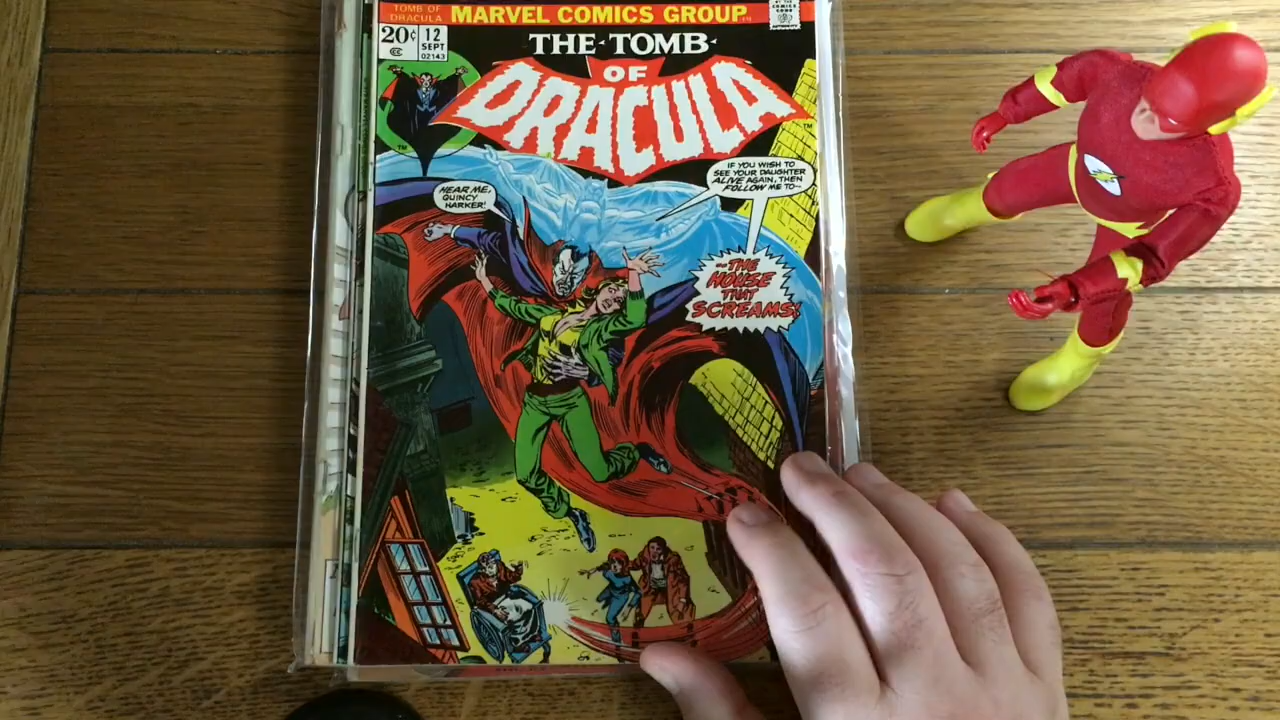 TOMB OF
DRACULA
MARVEL COMICS GROUP
20¢
12
SEPT
02143
THE TOMB
OF
DRACULA
HEAR ME,
QUINCY
HARKER!
IF YOU WISH TO
SEE YOUR DAUGHTER
ALIVE AGAIN, THEN
FOLLOW ME TO--
--THE
HOUSE
THAT
SCREAMS!